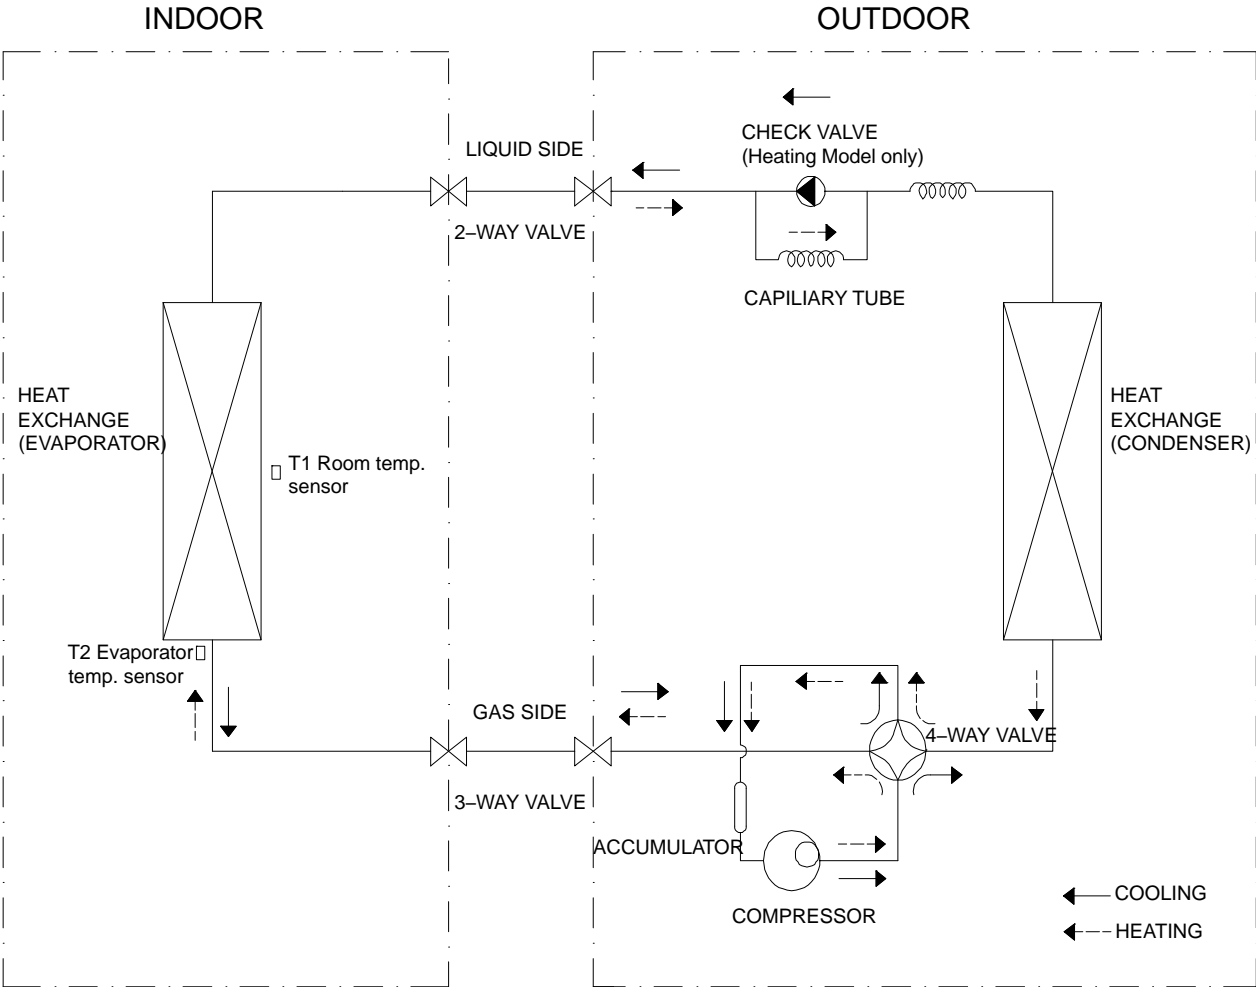 INDOOR
OUTDOOR
CHECK VALVE
(Heating Model only)
LIQUID SIDE
2–WAY VALVE
CAPILIARY TUBE
HEAT
EXCHANGE
(EVAPORATOR)
T1 Room temp.
sensor
HEAT
EXCHANGE
(CONDENSER)
T2 Evaporator
temp. sensor
GAS SIDE
4–WAY VALVE
3–WAY VALVE
ACCUMULATOR
COMPRESSOR
COOLING
HEATING